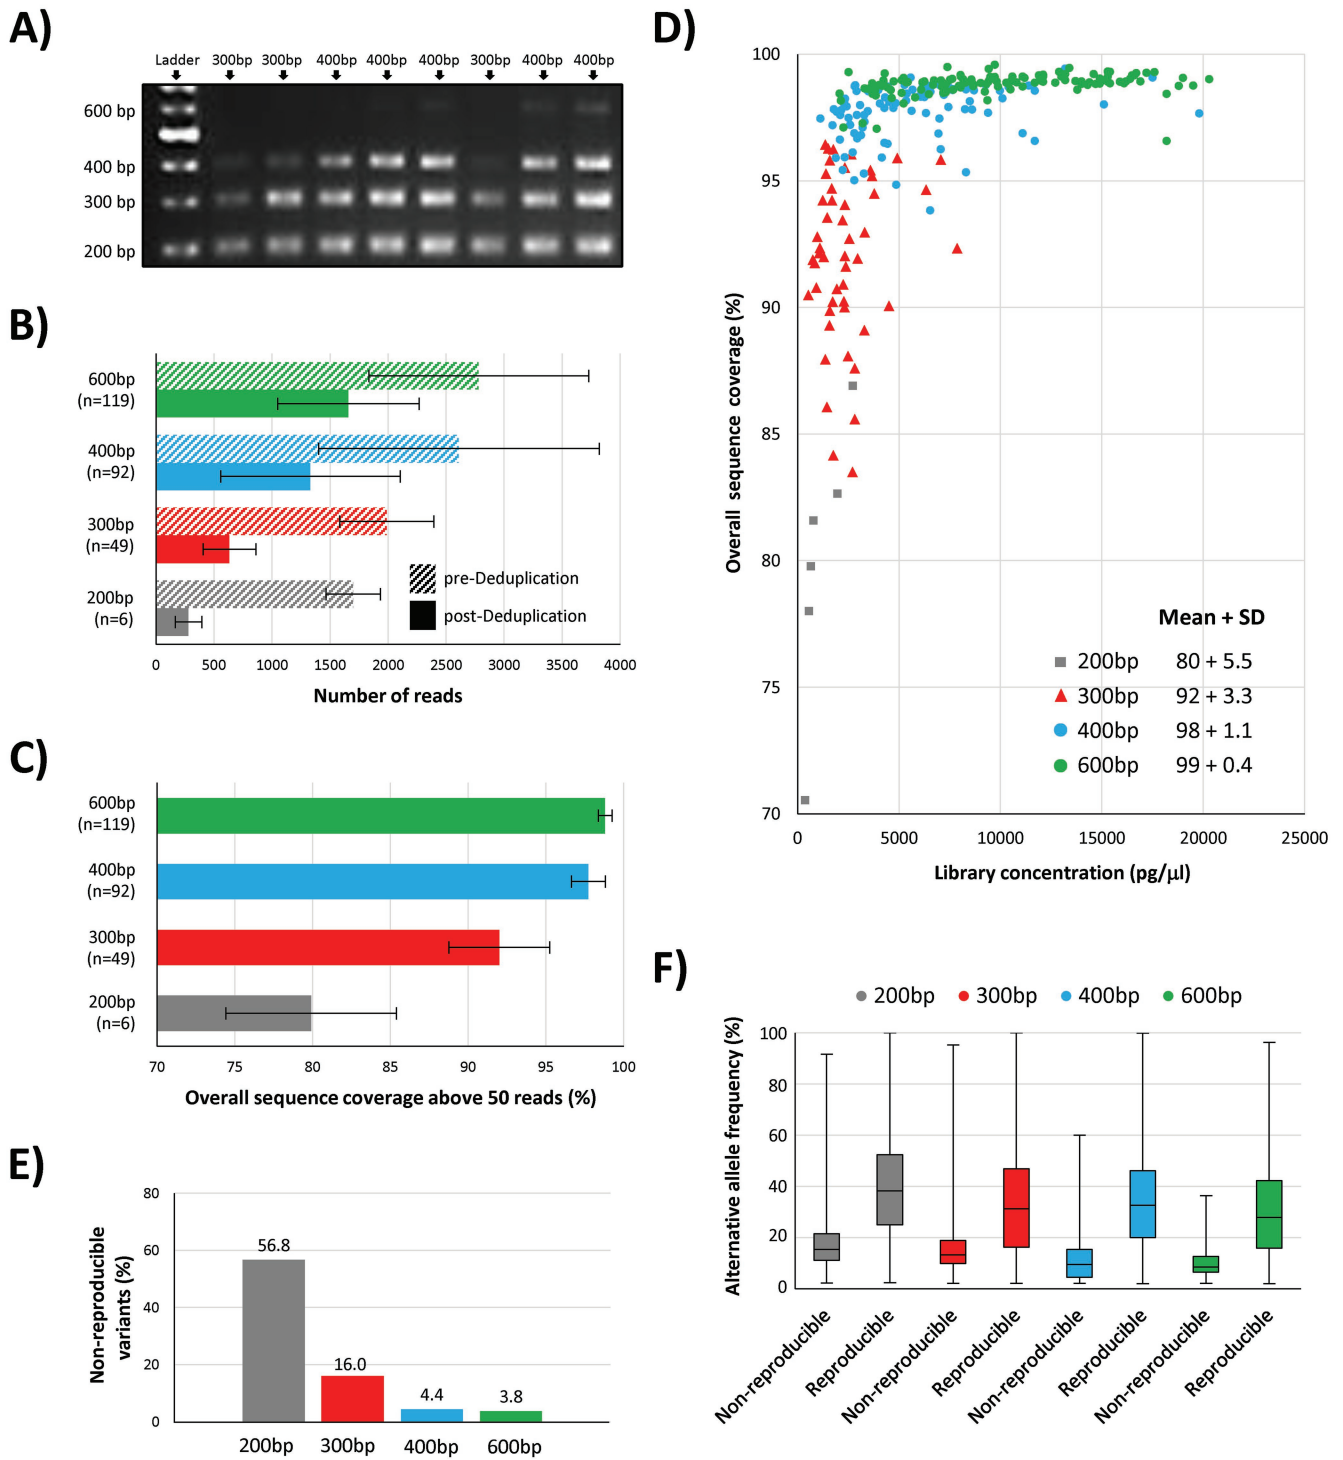 A)
Ladder 300bp 300bp 400bp 400bp 400bp 300bp 400bp 400bp
600 bp
400 bp
300 bp
200 bp
B)
600bp
(n=119)
400bp
(n=92)
300bp
(n=49)
200bp
(n=6)
pre-Deduplication
post-Deduplication
0 500 1000 1500 2000 2500 3000 3500 4000
Number of reads
C)
600bp
(n=119)
400bp
(n=92)
300bp
(n=49)
200bp
(n=6)
70 75 80 85 90 95 100
Overall sequence coverage above 50 reads (%)
D)
Overall sequence coverage (%)
100
95
90
85
80
75
70
Mean + SD
200bp 80 + 5.5
300bp 92 + 3.3
400bp 98 + 1.1
600bp 99 + 0.4
0 5000 10000 15000 20000 25000
Library concentration (pg/μl)
E)
Non-reproducible
variants (%)
80
60
40
20
0
56.8
16.0
4.4
3.8
200bp 300bp 400bp 600bp
F)
200bp 300bp 400bp 600bp
Alternative allele frequency (%)
100
80
60
40
20
0
Non-reproducible
Reproducible
Non-reproducible
Reproducible
Non-reproducible
Reproducible
Non-reproducible
Reproducible